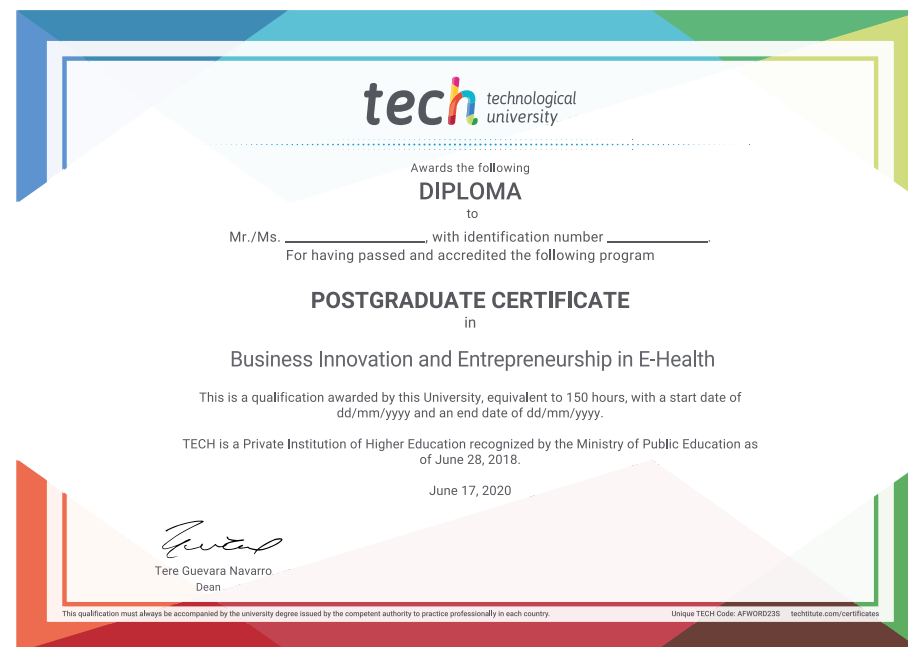 tech technological
university
Awards the following
DIPLOMA
to
Mr./Ms. ____________________, with identification number ______________.
For having passed and accredited the following program
POSTGRADUATE CERTIFICATE
in
Business Innovation and Entrepreneurship in E-Health
This is a qualification awarded by this University, equivalent to 150 hours, with a start date of
dd/mm/yyyy and an end date of dd/mm/yyyy.
TECH is a Private Institution of Higher Education recognized by the Ministry of Public Education as
of June 28, 2018.
June 17, 2020
Tere Guevara Navarro
Dean
This qualification must always be accompanied by the university degree issued by the competent authority to practice professionally in each country.
Unique TECH Code: AFWORD23S techtitute.com/certificates